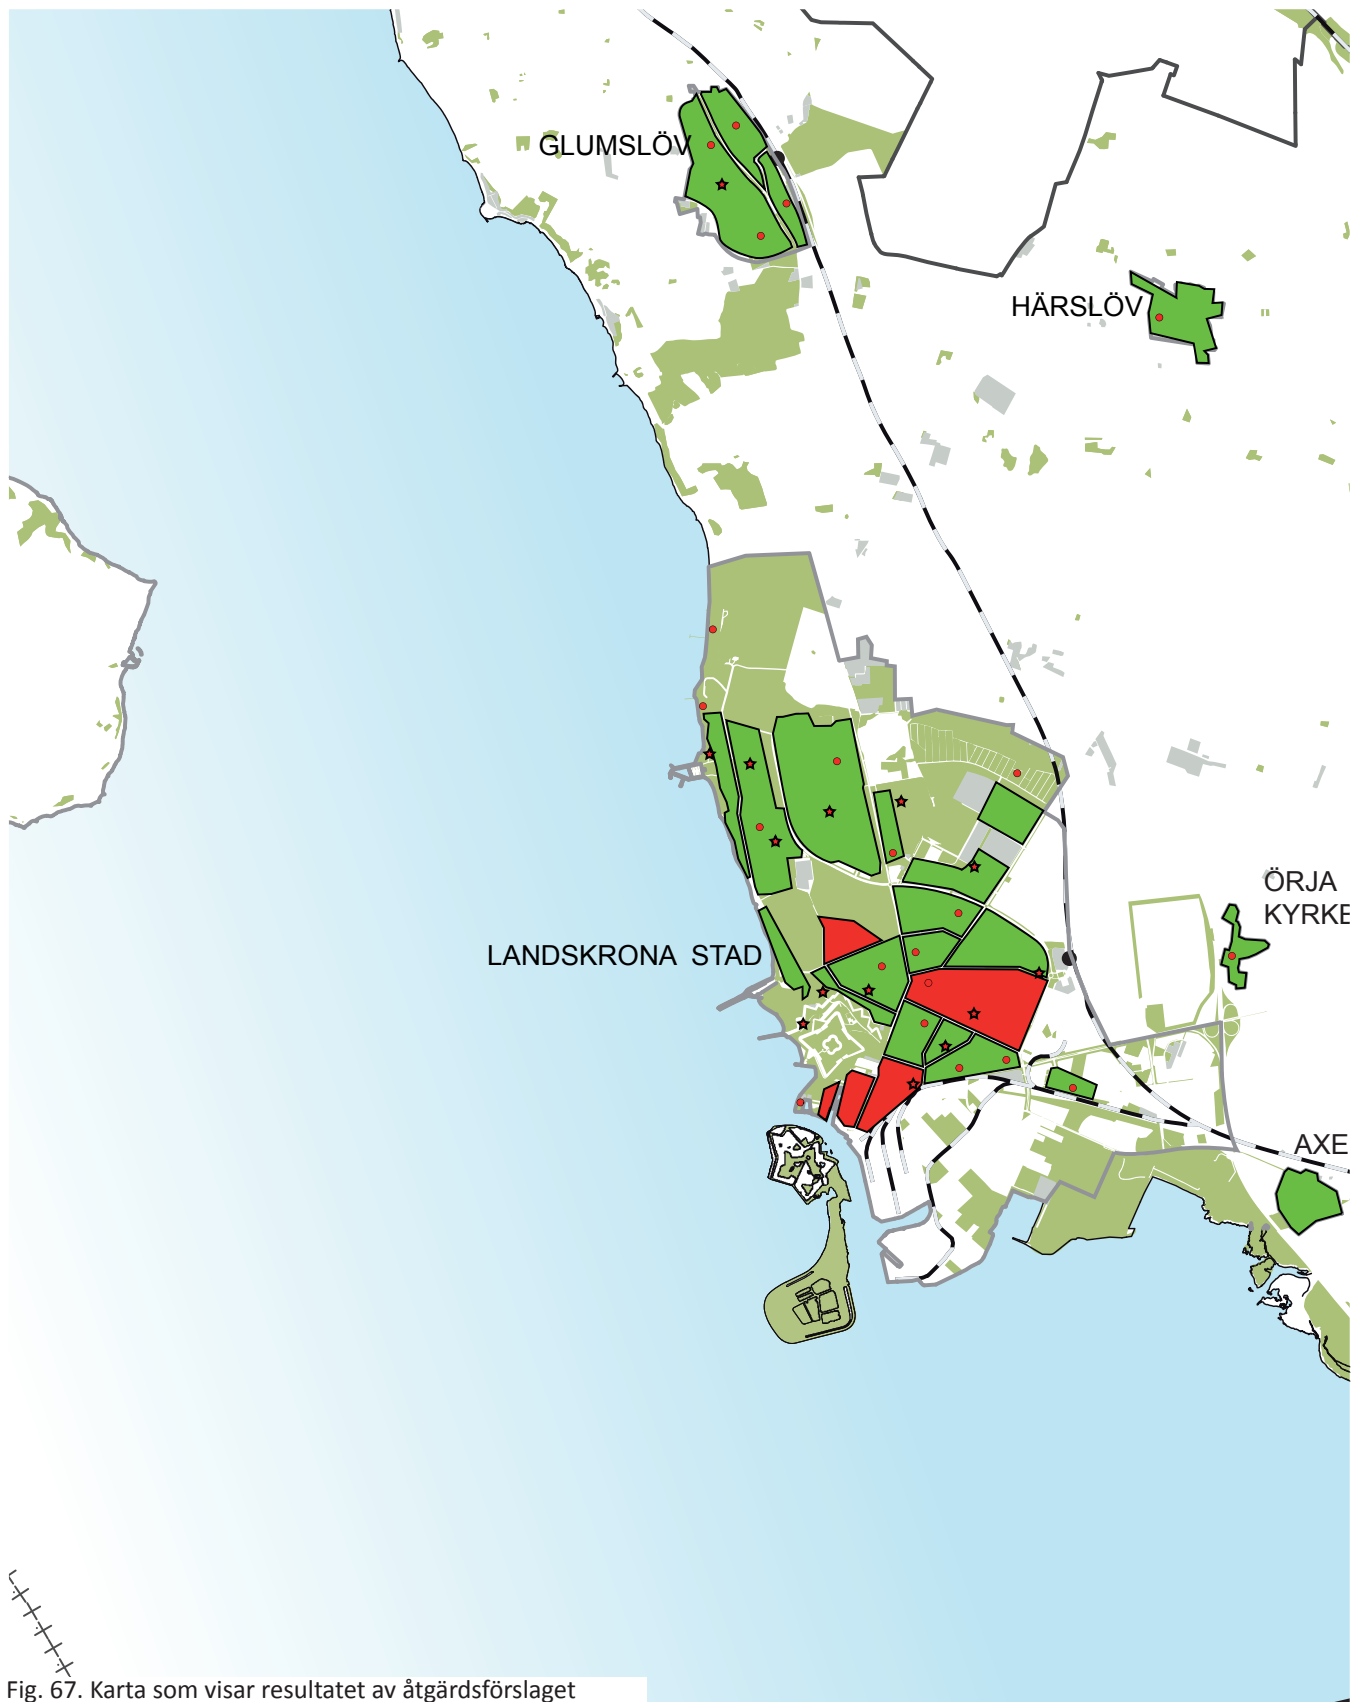 GLUMSLÖV
HÄRSLÖV
ÖRJA
KYRKE
LANDSKRONA STAD
AXE
Fig. 67. Karta som visar resultatet av åtgärdsförslaget